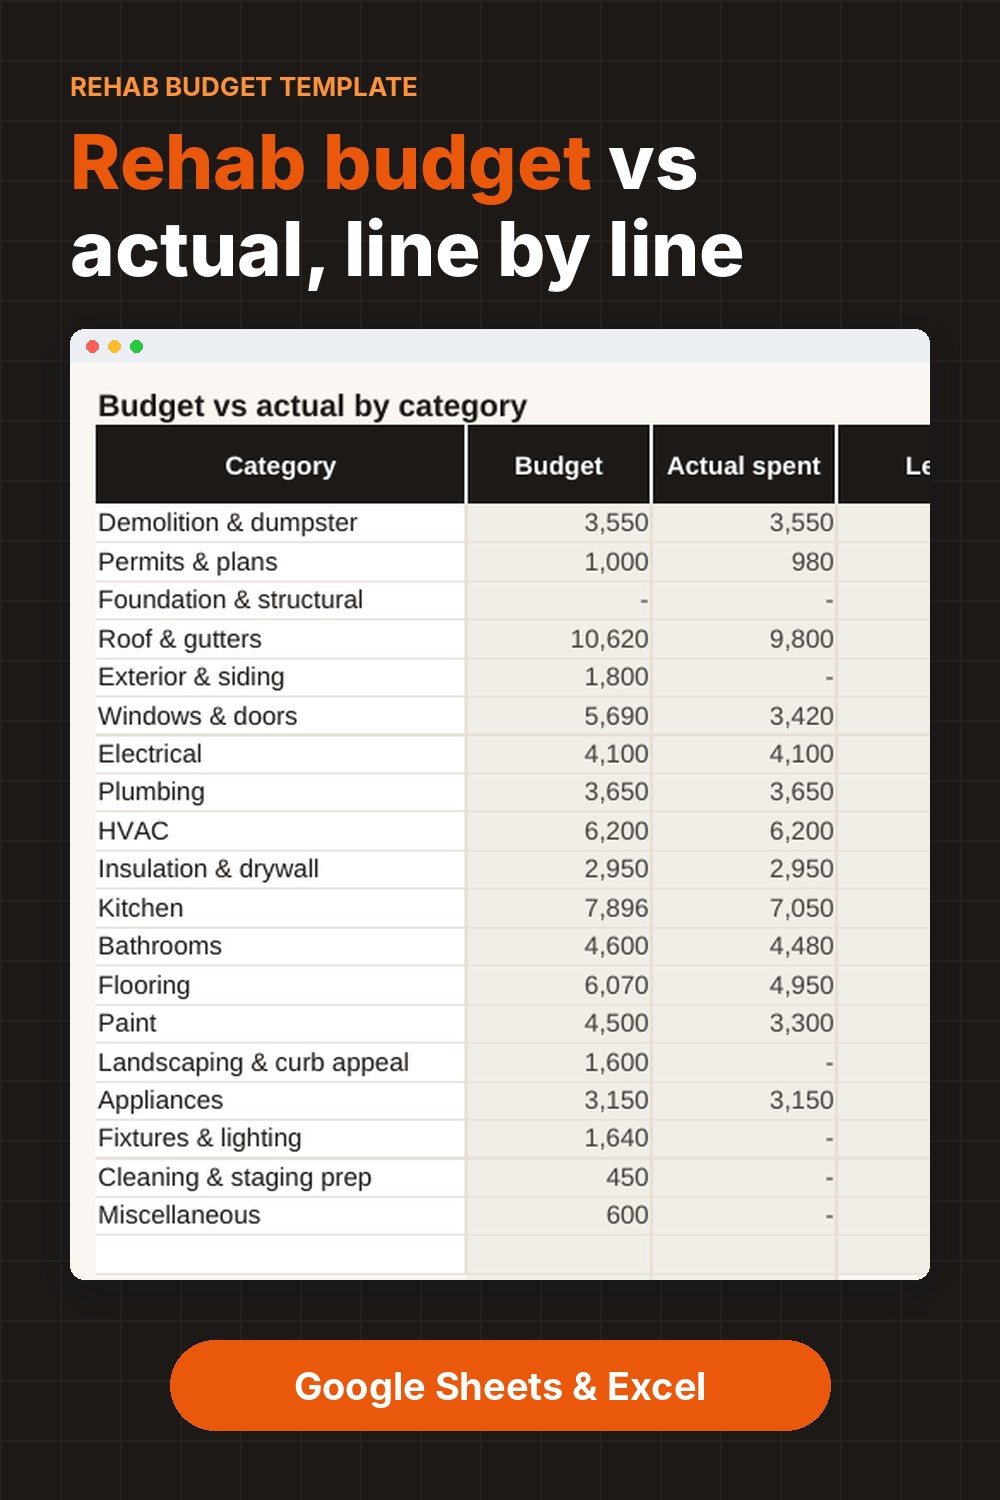 REHAB BUDGET TEMPLATE
Rehab budget vs
actual, line by line
Budget vs actual by category
Category Budget Actual spent Le
Demolition & dumpster 3,550 3,550
Permits & plans 1,000 980
Foundation & structural - -
Roof & gutters 10,620 9,800
Exterior & siding 1,800 -
Windows & doors 5,690 3,420
Electrical 4,100 4,100
Plumbing 3,650 3,650
HVAC 6,200 6,200
Insulation & drywall 2,950 2,950
Kitchen 7,896 7,050
Bathrooms 4,600 4,480
Flooring 6,070 4,950
Paint 4,500 3,300
Landscaping & curb appeal 1,600 -
Appliances 3,150 3,150
Fixtures & lighting 1,640 -
Cleaning & staging prep 450 -
Miscellaneous 600 -
Google Sheets & Excel